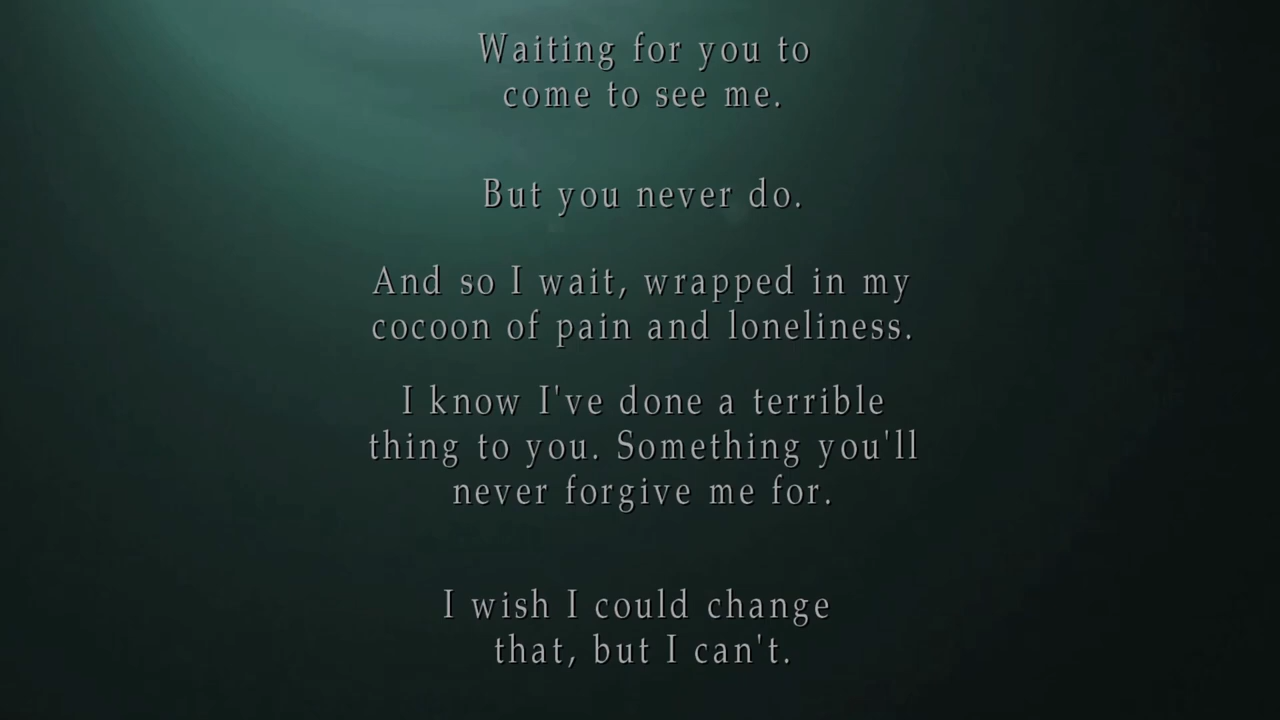 Waiting for you to
come to see me.
But you never do.
And so I wait, wrapped in my
cocoon of pain and loneliness.
I know I've done a terrible
thing to you. Something you'll
never forgive me for.
I wish I could change
that, but I can't.